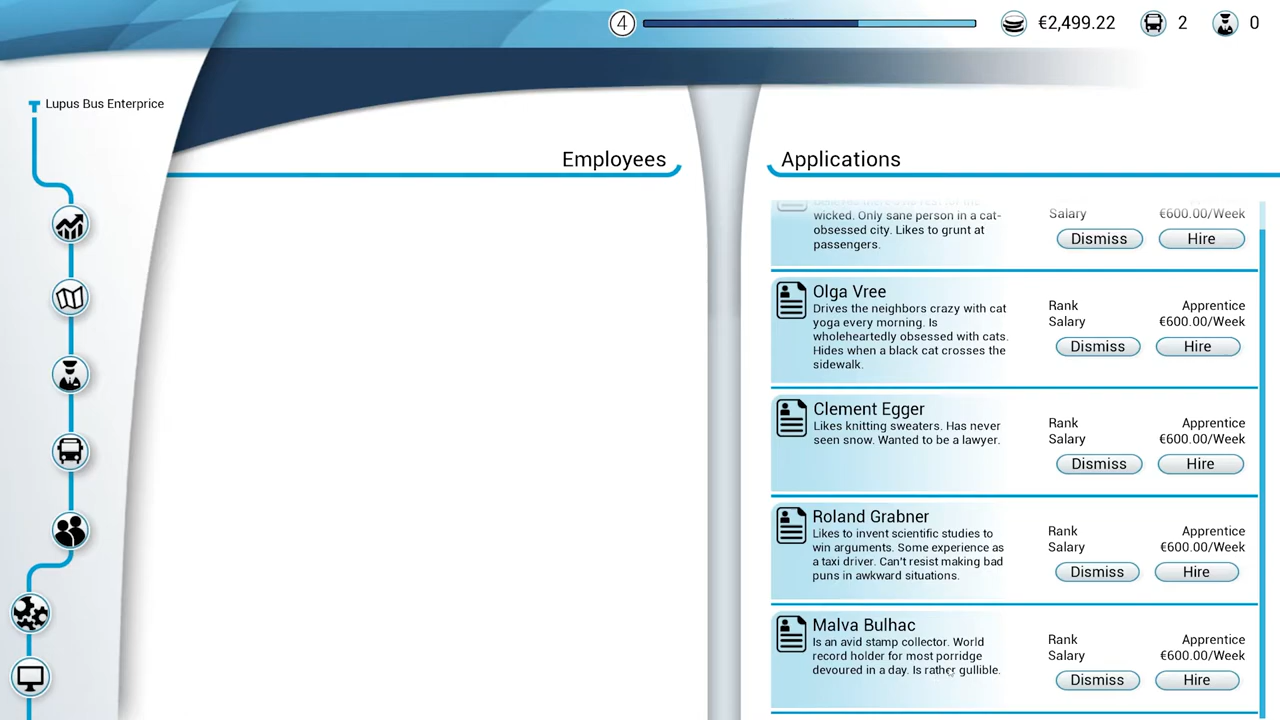 4
€2,499.22
2
0
Lupus Bus Enterprice
Employees
Applications
wicked. Only sane person in a cat-
obsessed city. Likes to grunt at
passengers.
Salary €600.00/Week
Dismiss Hire
Olga Vree
Drives the neighbors crazy with cat
yoga every morning. Is
wholeheartedly obsessed with cats.
Hides when a black cat crosses the
sidewalk.
Rank Apprentice
Salary €600.00/Week
Dismiss Hire
Clement Egger
Likes knitting sweaters. Has never
seen snow. Wanted to be a lawyer.
Rank Apprentice
Salary €600.00/Week
Dismiss Hire
Roland Grabner
Likes to invent scientific studies to
win arguments. Some experience as
a taxi driver. Can't resist making bad
puns in awkward situations.
Rank Apprentice
Salary €600.00/Week
Dismiss Hire
Malva Bulhac
Is an avid stamp collector. World
record holder for most porridge
devoured in a day. Is rather gullible.
Rank Apprentice
Salary €600.00/Week
Dismiss Hire